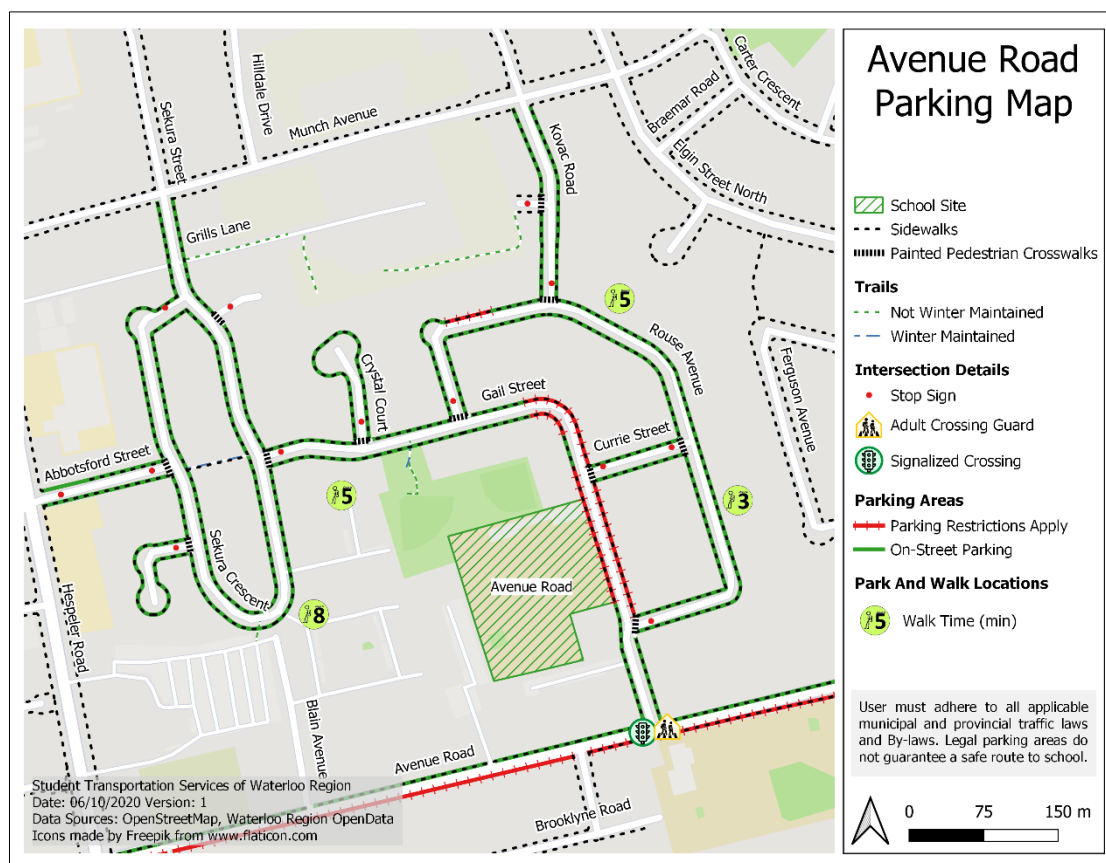 Avenue Road
Parking Map
School Site
Sidewalks
Painted Pedestrian Crosswalks
Trails
Not Winter Maintained
Winter Maintained
Intersection Details
Stop Sign
Adult Crossing Guard
Signalized Crossing
Parking Areas
Parking Restrictions Apply
On-Street Parking
Park And Walk Locations
5 Walk Time (min)
User must adhere to all applicable
municipal and provincial traffic laws
and By-laws. Legal parking areas do
not guarantee a safe route to school.
0 75 150 m
Sekura Street
Hilldale Drive
Munch Avenue
Kovac Road
Braemar Road
Carter Crescent
Elgin Street North
Grills Lane
5
Rouse Avenue
Ferguson Avenue
Crystal Court
Gail Street
Currie Street
Abbotsford Street
5
3
Sekura Crescent
Avenue Road
8
Hespeler Road
Blain Avenue
Avenue Road
Brooklyne Road
Student Transportation Services of Waterloo Region
Date: 06/10/2020 Version: 1
Data Sources: OpenStreetMap, Waterloo Region OpenData
Icons made by Freepik from www.flaticon.com